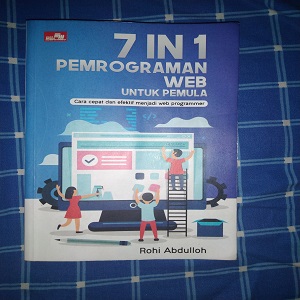 7 IN 1
PEMROGRAMAN
WEB
UNTUK PEMULA
Cara cepat dan efektif menjadi web programmer
Rohi Abdulloh